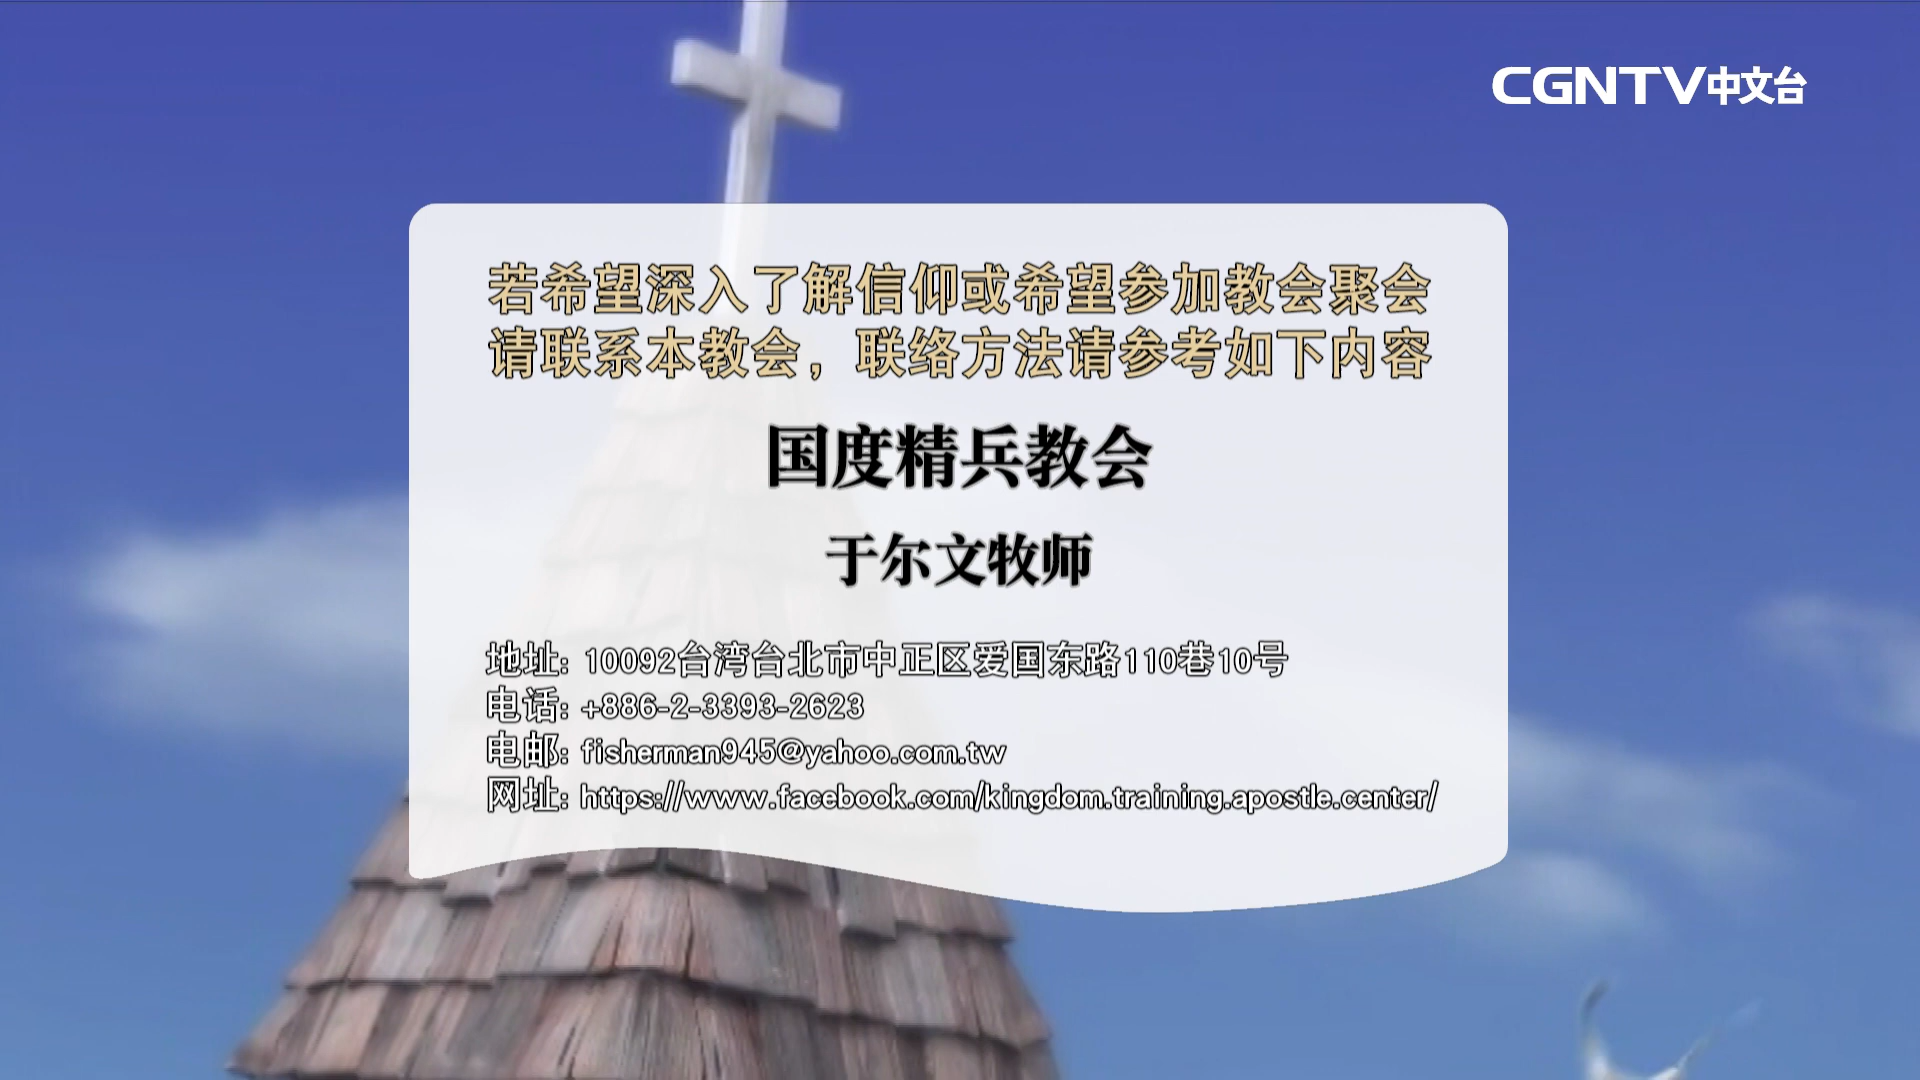 CGNTV中文台
若希望深入了解信仰或希望参加教会聚会
请联系本教会，联络方法请参考如下内容
国度精兵教会
于尔文牧师
地址: 10092台湾台北市中正区爱国东路110巷10号
电话: +886-2-3393-2623
电邮: fisherman945@yahoo.com.tw
网址: https://www.facebook.com/kingdom.training.apostle.center/